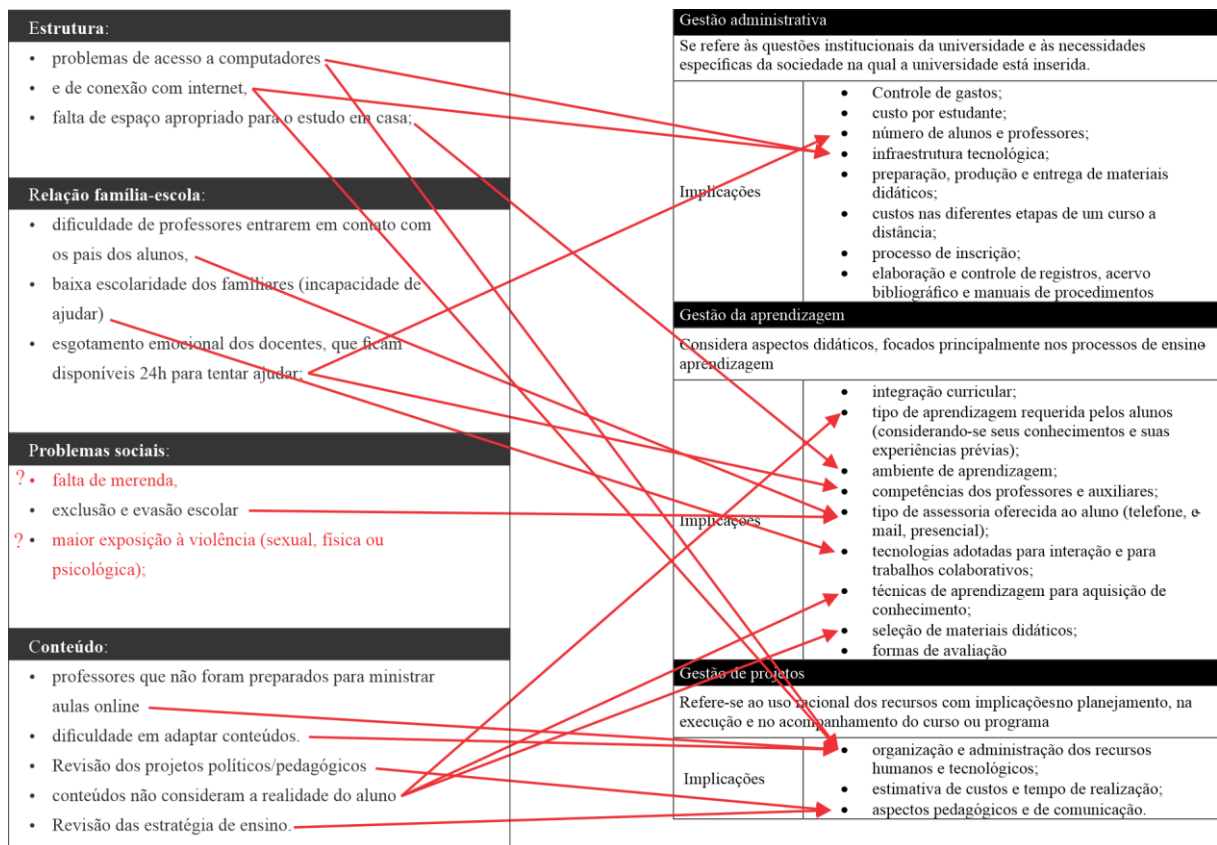 Estrutura:
• problemas de acesso a computadores
• e de conexão com internet,
• falta de espaço apropriado para o estudo em casa;
Relação família-escola:
• dificuldade de professores entrarem em contato com
os pais dos alunos,
• baixa escolaridade dos familiares (incapacidade de
ajudar)
• esgotamento emocional dos docentes, que ficam
disponíveis 24h para tentar ajudar;
Problemas sociais:
? • falta de merenda,
• exclusão e evasão escolar
? • maior exposição à violência (sexual, física ou
psicológica);
Conteúdo:
• professores que não foram preparados para ministrar
aulas online
• dificuldade em adaptar conteúdos.
• Revisão dos projetos políticos/pedagógicos
• conteúdos não consideram a realidade do aluno
• Revisão das estratégia de ensino.
Gestão administrativa
Se refere às questões institucionais da universidade e às necessidades
específicas da sociedade na qual a universidade está inserida.
Implicações
• Controle de gastos;
• custo por estudante;
• número de alunos e professores;
• infraestrutura tecnológica;
• preparação, produção e entrega de materiais
didáticos;
• custos nas diferentes etapas de um curso a
distância;
• processo de inscrição;
• elaboração e controle de registros, acervo
bibliográfico e manuais de procedimentos
Gestão da aprendizagem
Considera aspectos didáticos, focados principalmente nos processos de ensino-
aprendizagem
Implicações
• integração curricular;
• tipo de aprendizagem requerida pelos alunos
(considerando-se seus conhecimentos e suas
experiências prévias);
• ambiente de aprendizagem;
• competências dos professores e auxiliares;
• tipo de assessoria oferecida ao aluno (telefone, e-
mail, presencial);
• tecnologias adotadas para interação e para
trabalhos colaborativos;
• técnicas de aprendizagem para aquisição de
conhecimento;
• seleção de materiais didáticos;
• formas de avaliação
Gestão de projetos
Refere-se ao uso racional dos recursos com implicaçõesno planejamento, na
execução e no acompanhamento do curso ou programa
Implicações
• organização e administração dos recursos
humanos e tecnológicos;
• estimativa de custos e tempo de realização;
• aspectos pedagógicos e de comunicação.